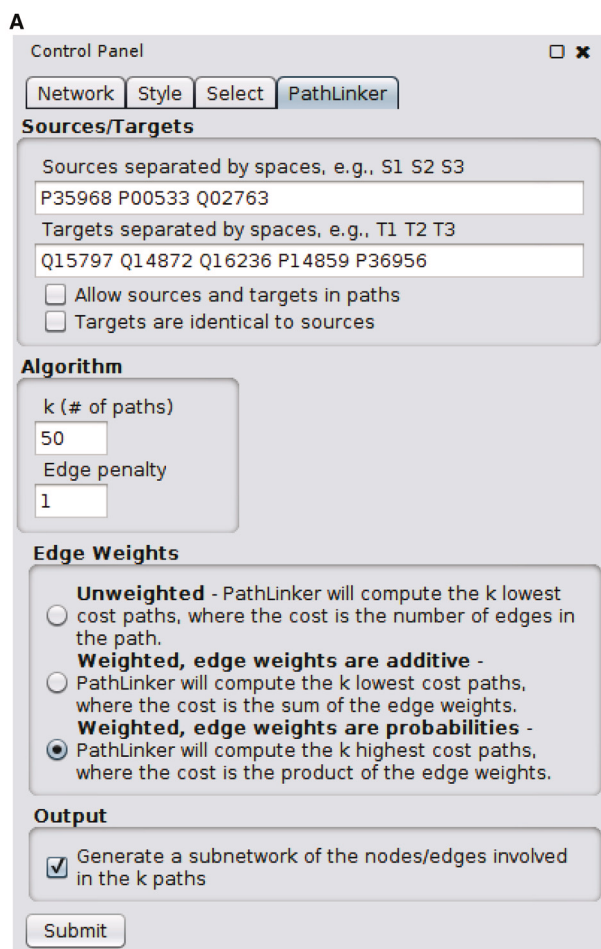 A
Control Panel
Network Style Select PathLinker
Sources/Targets
Sources separated by spaces, e.g., S1 S2 S3
P35968 P00533 Q02763
Targets separated by spaces, e.g., T1 T2 T3
Q15797 Q14872 Q16236 P14859 P36956
Allow sources and targets in paths
Targets are identical to sources
Algorithm
k (# of paths)
50
Edge penalty
1
Edge Weights
Unweighted - PathLinker will compute the k lowest
cost paths, where the cost is the number of edges in
the path.
Weighted, edge weights are additive -
PathLinker will compute the k lowest cost paths,
where the cost is the sum of the edge weights.
Weighted, edge weights are probabilities -
PathLinker will compute the k highest cost paths,
where the cost is the product of the edge weights.
Output
Generate a subnetwork of the nodes/edges involved
in the k paths
Submit